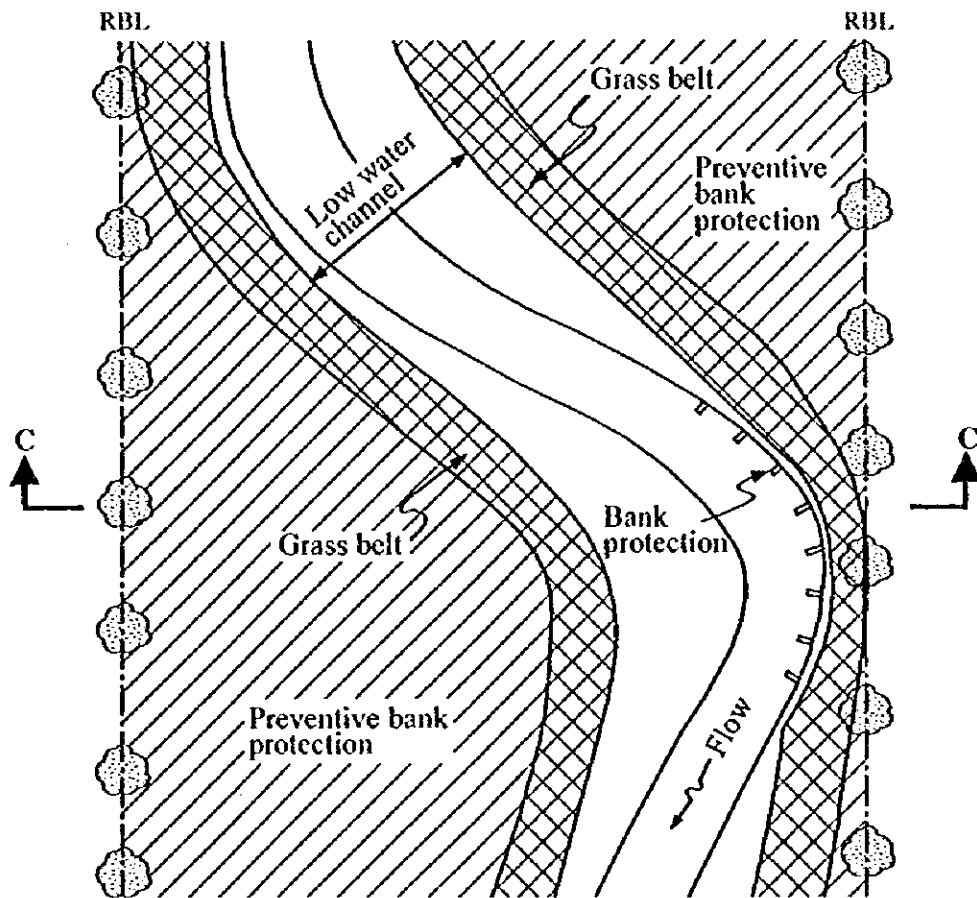 RBL
RBL
Grass belt
Low water
channel
Preventive
bank
protection
C
C
Bank
protection
Grass belt
Preventive bank
protection
Flow